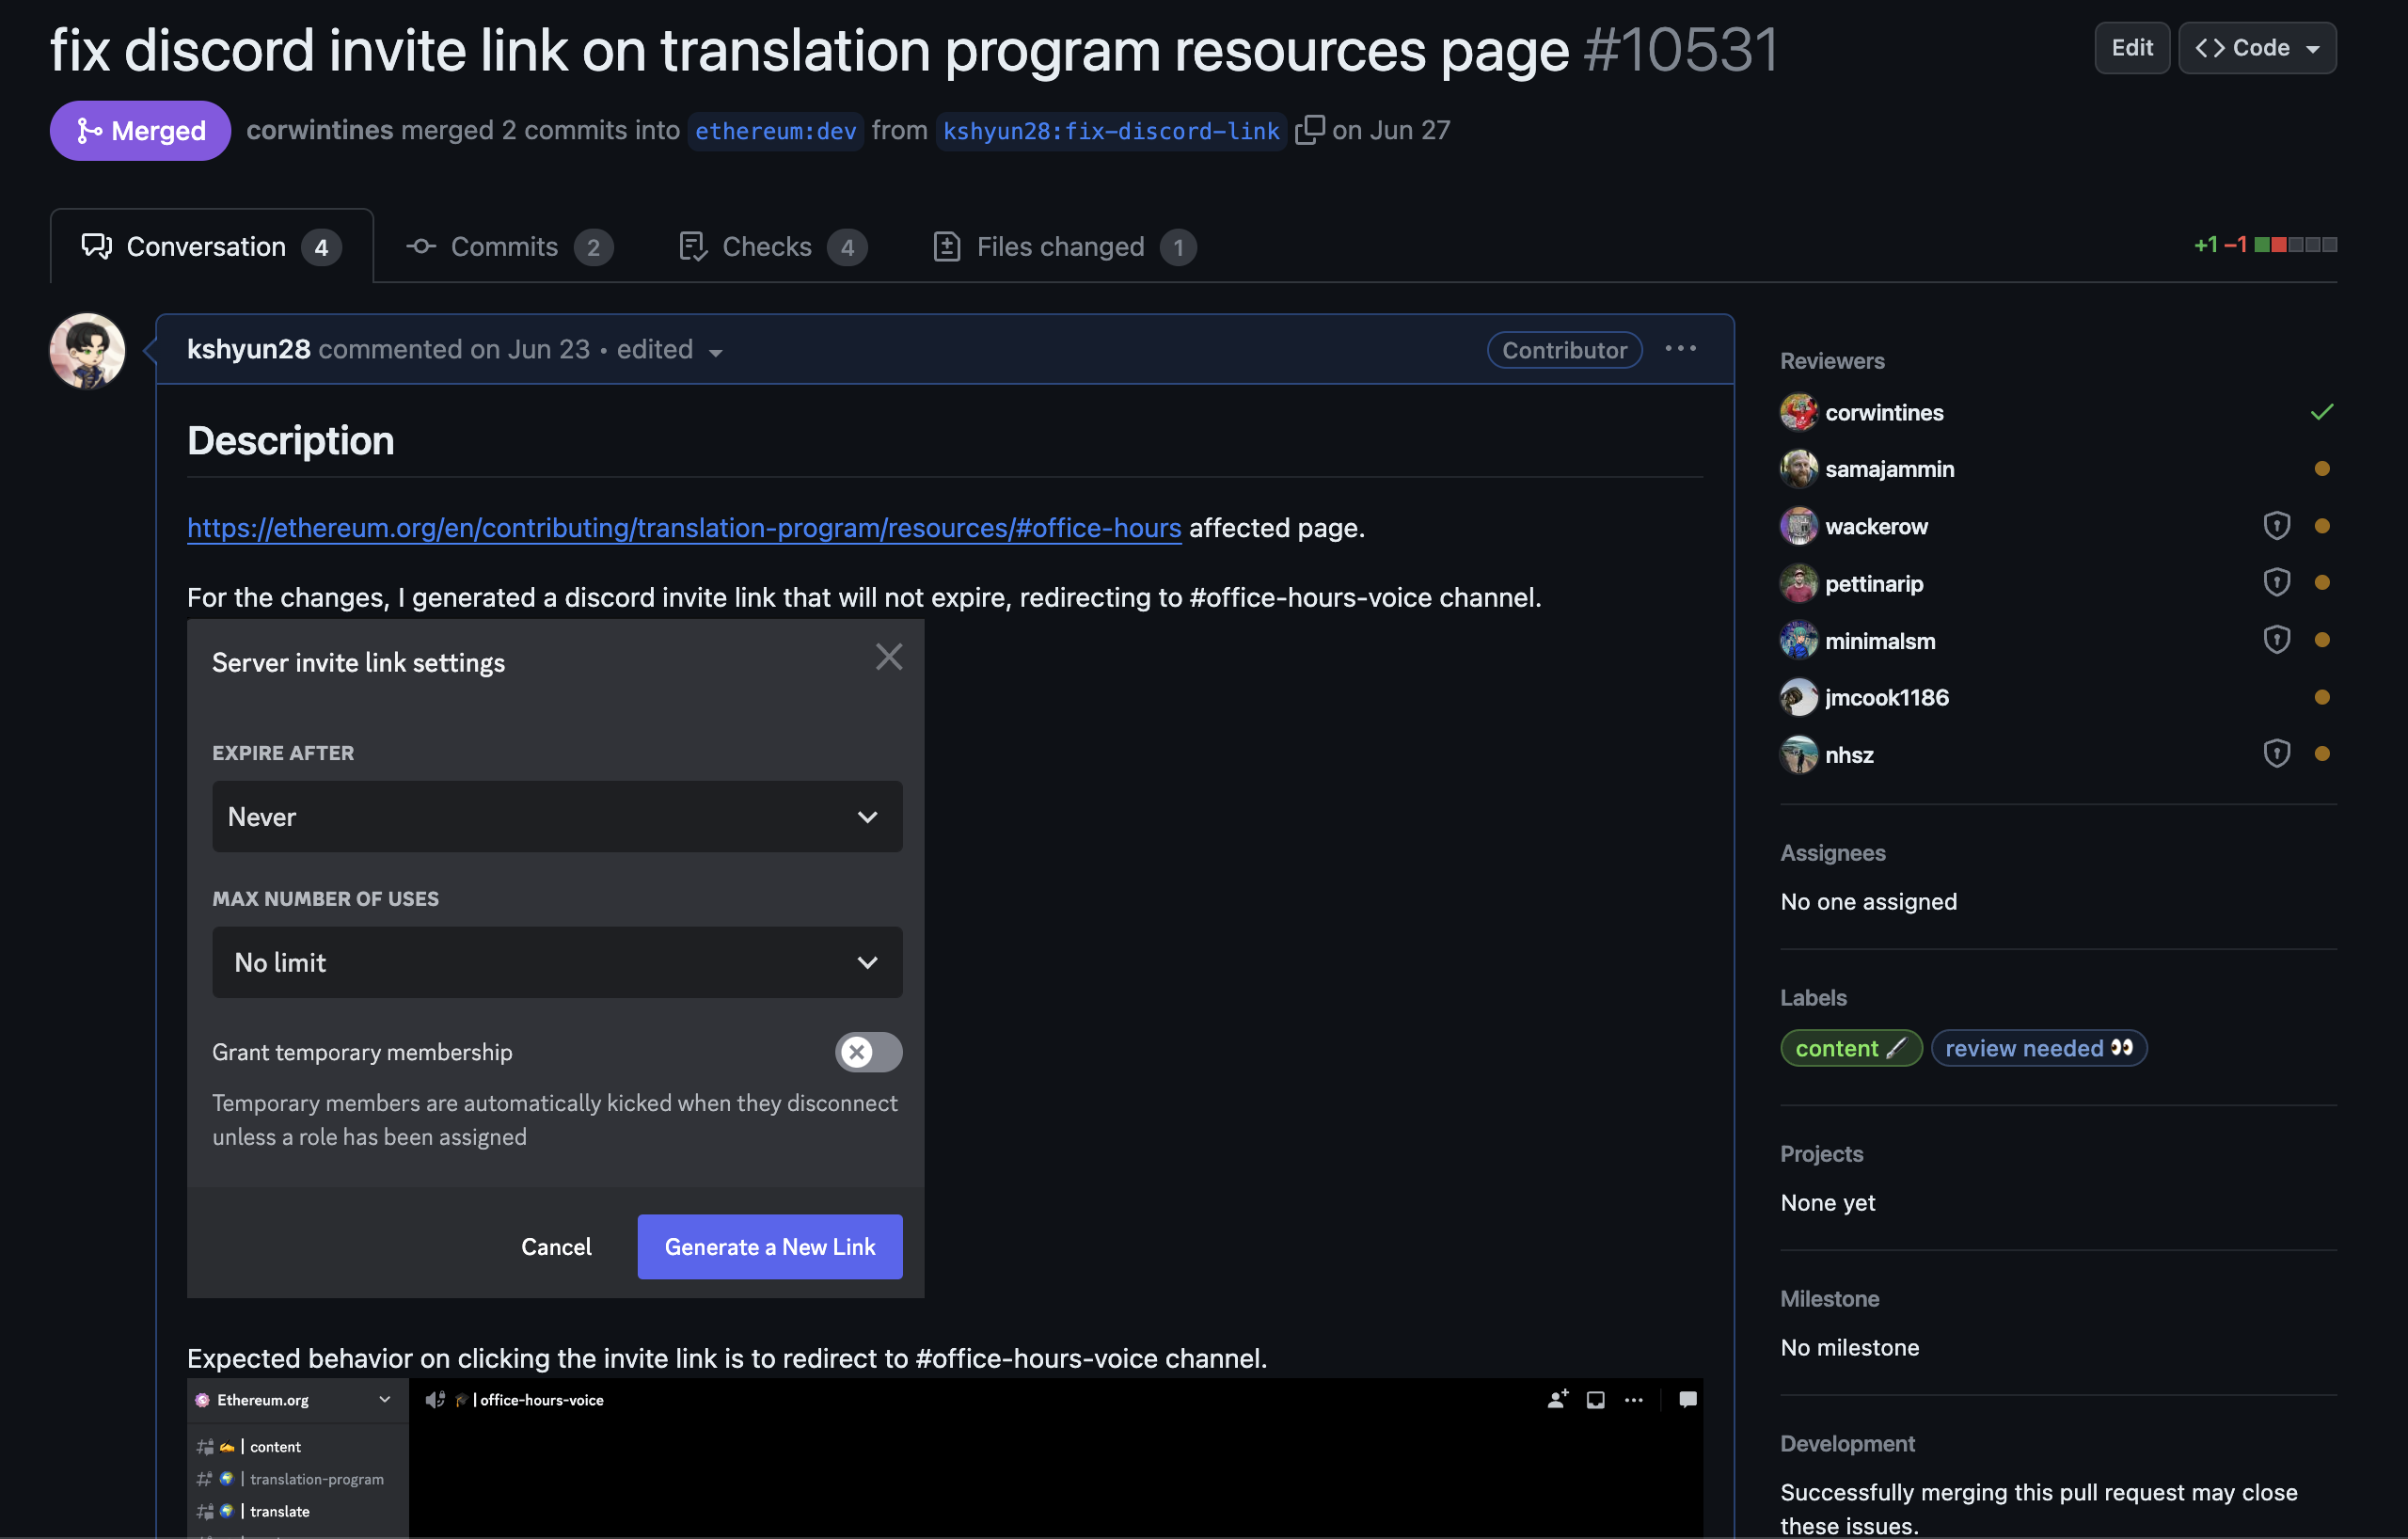 fix discord invite link on translation program resources page #10531
Edit
Code
Merged
corwintines merged 2 commits into ethereum:dev from kshyun28:fix-discord-link on Jun 27
Conversation 4
Commits 2
Checks 4
Files changed 1
+1 −1
kshyun28 commented on Jun 23 • edited
Contributor
Description
https://ethereum.org/en/contributing/translation-program/resources/#office-hours affected page.
For the changes, I generated a discord invite link that will not expire, redirecting to #office-hours-voice channel.
Server invite link settings
EXPIRE AFTER
Never
MAX NUMBER OF USES
No limit
Grant temporary membership
Temporary members are automatically kicked when they disconnect
unless a role has been assigned
Cancel
Generate a New Link
Expected behavior on clicking the invite link is to redirect to #office-hours-voice channel.
Ethereum.org
| office-hours-voice
| content
| translation-program
| translate
Reviewers
corwintines
samajammin
wackerow
pettinarip
minimalsm
jmcook1186
nhsz
Assignees
No one assigned
Labels
content
review needed
Projects
None yet
Milestone
No milestone
Development
Successfully merging this pull request may close
these issues.